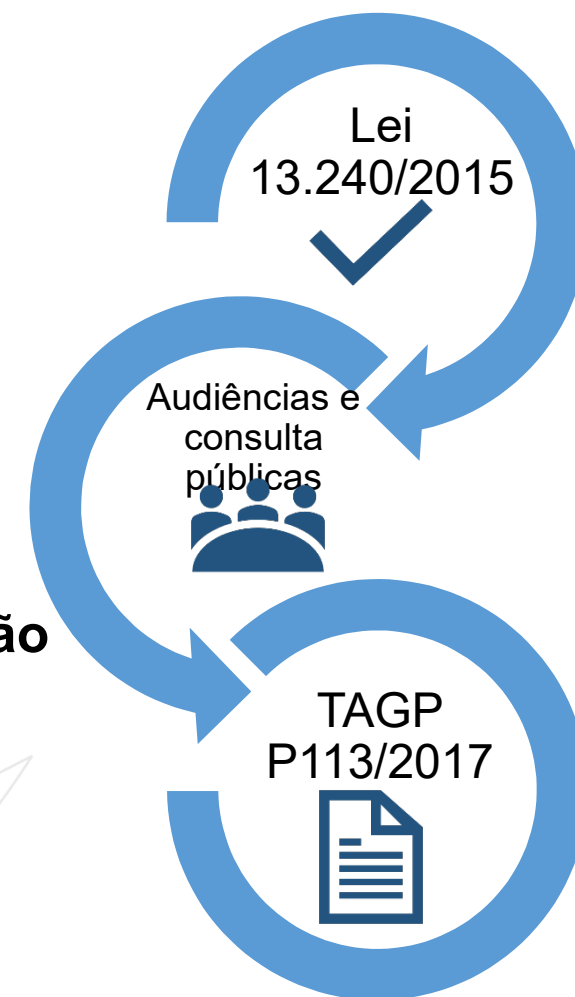 Lei
13.240/2015
Audiências e
consulta
públicas
ão
TAGP
P113/2017